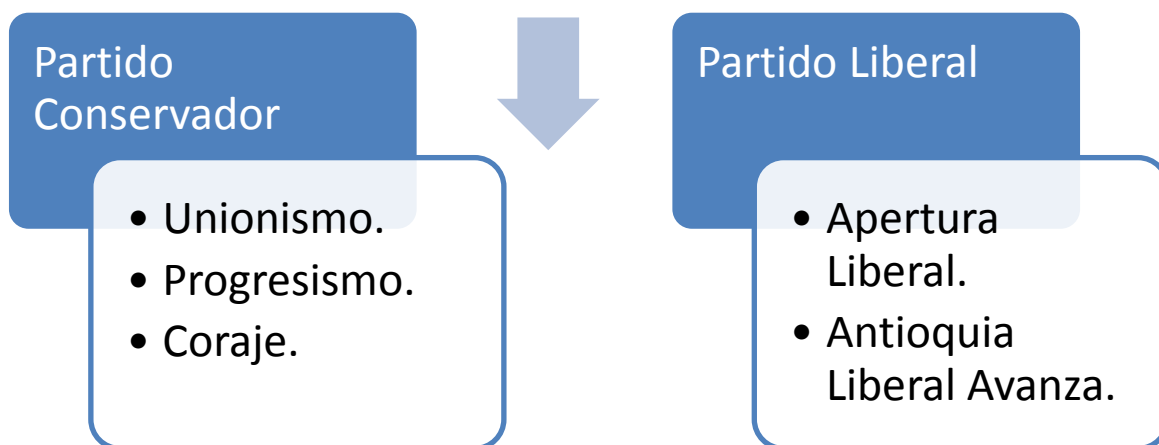 Partido
Conservador
• Unionismo.
• Progresismo.
• Coraje.
Partido Liberal
• Apertura
Liberal.
• Antioquia
Liberal Avanza.